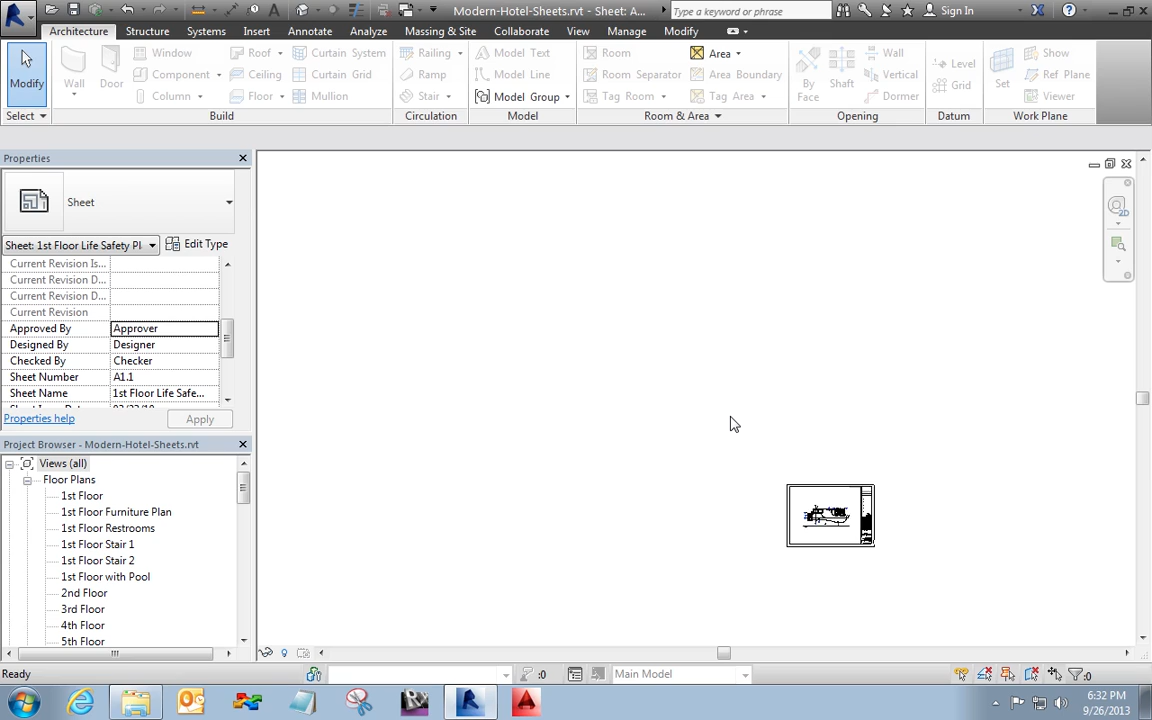 Modern-Hotel-Sheets.rvt - Sheet: A... Type a keyword or phrase Sign In
Architecture Structure Systems Insert Annotate Analyze Massing & Site Collaborate View Manage Modify
Modify
Select
Wall
Door
Window
Component
Column
Roof
Ceiling
Floor
Curtain System
Curtain Grid
Mullion
Build
Railing
Ramp
Stair
Circulation
Model Text
Model Line
Model Group
Model
Room
Room Separator
Tag Room
Area
Area Boundary
Tag Area
Room & Area
By
Face
Shaft
Wall
Vertical
Dormer
Opening
Level
Grid
Datum
Set
Show
Ref Plane
Viewer
Work Plane
Properties
Sheet
Sheet: 1st Floor Life Safety Pl
Edit Type
Current Revision Is...
Current Revision D...
Current Revision D...
Current Revision
Approved By Approver
Designed By Designer
Checked By Checker
Sheet Number A1.1
Sheet Name 1st Floor Life Safe...
Properties help
Apply
Project Browser - Modern-Hotel-Sheets.rvt
Views (all)
Floor Plans
1st Floor
1st Floor Furniture Plan
1st Floor Restrooms
1st Floor Stair 1
1st Floor Stair 2
1st Floor with Pool
2nd Floor
3rd Floor
4th Floor
5th Floor
2D
Ready
:0
Main Model
:0
6:32 PM
9/26/2013